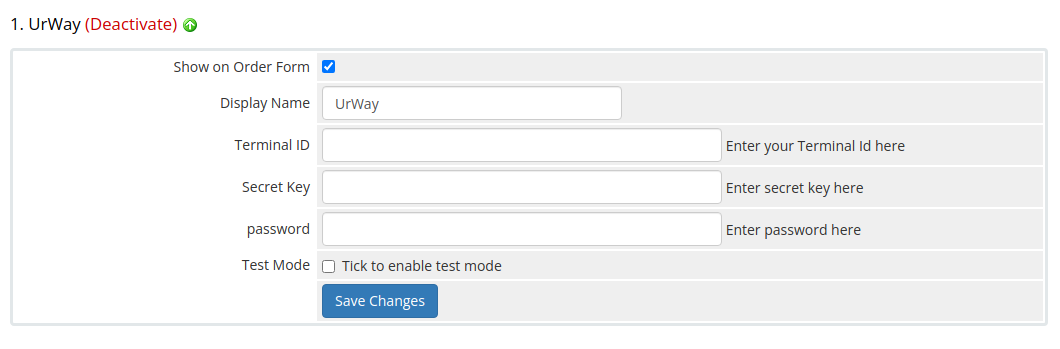 1. UrWay (Deactivate)
Show on Order Form
Display Name UrWay
Terminal ID Enter your Terminal Id here
Secret Key Enter secret key here
password Enter password here
Test Mode Tick to enable test mode
Save Changes